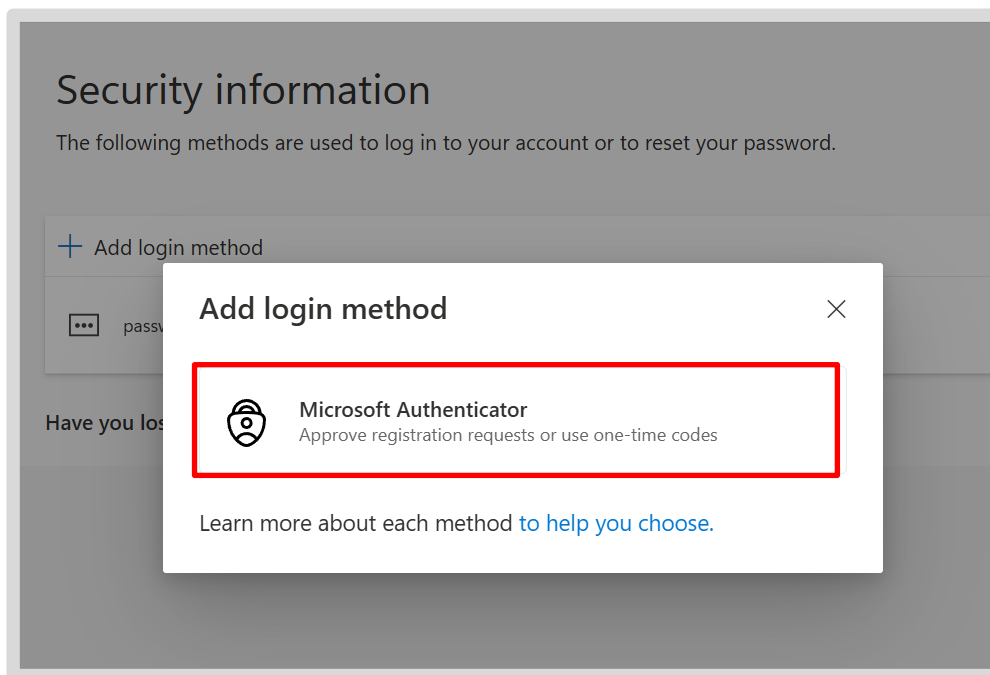 Security information
The following methods are used to log in to your account or to reset your password.
Add login method
Add login method
Microsoft Authenticator
Approve registration requests or use one-time codes
Have you
Learn more about each method to help you choose.